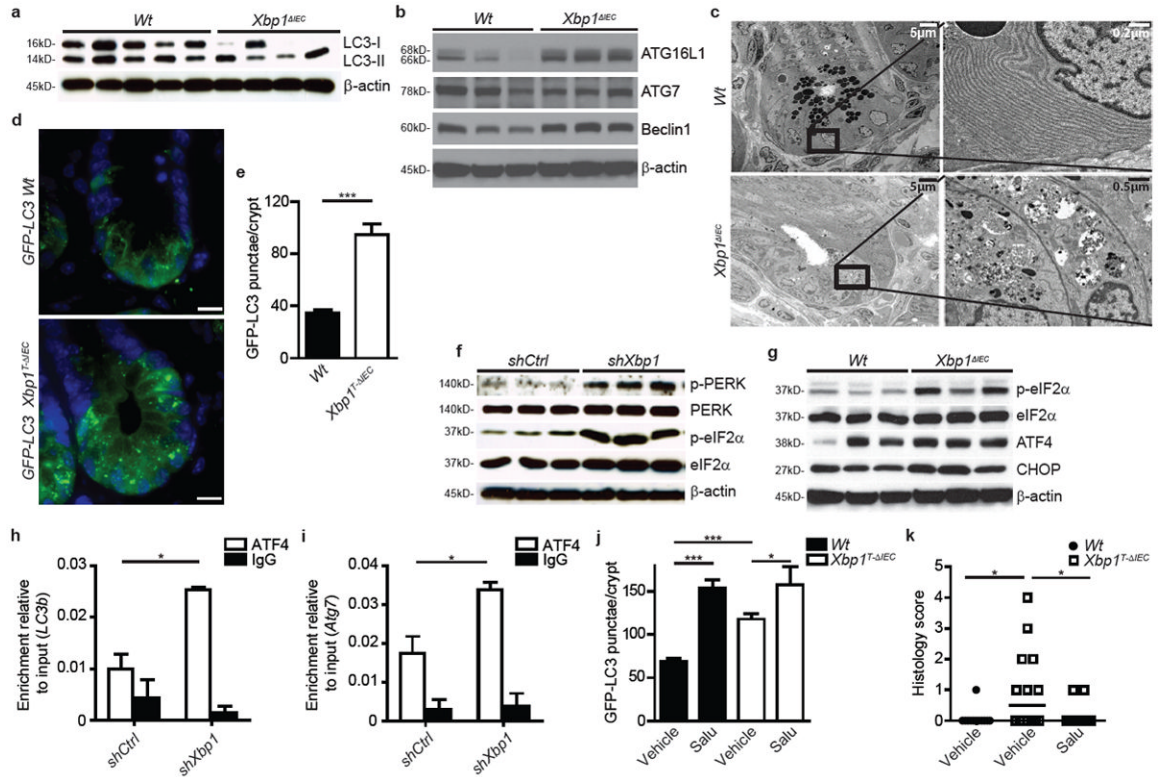 a
Wt
Xbp1ΔIEC
16kD-
LC3-I
14kD-
LC3-II
45kD-
β-actin
b
Wt
Xbp1ΔIEC
68kD-
66kD-
ATG16L1
78kD-
ATG7
60kD-
Beclin1
45kD-
β-actin
c
Wt
5μm
0.2μm
Xbp1ΔIEC
5μm
0.5μm
d
GFP-LC3 Wt
GFP-LC3 Xbp1T-ΔIEC
e
GFP-LC3 punctae/crypt
***
120
80
40
0
Wt
Xbp1T-ΔIEC
f
shCtrl
shXbp1
140kD-
p-PERK
140kD-
PERK
37kD-
p-eIF2α
37kD-
eIF2α
45kD-
β-actin
g
Wt
Xbp1ΔIEC
37kD-
p-eIF2α
37kD-
eIF2α
38kD-
ATF4
27kD-
CHOP
45kD-
β-actin
h
ATF4
IgG
*
Enrichment relative
to input (LC3b)
0.03
0.02
0.01
0.00
shCtrl
shXbp1
i
ATF4
IgG
*
Enrichment relative
to input (Atg7)
0.04
0.03
0.02
0.01
0.00
shCtrl
shXbp1
j
Wt
Xbp1T-ΔIEC
***
***
*
GFP-LC3 punctae/crypt
150
100
50
0
Vehicle
Salu
Vehicle
Salu
k
Wt
Xbp1T-ΔIEC
*
*
Histology score
5
4
3
2
1
0
Vehicle
Vehicle
Salu